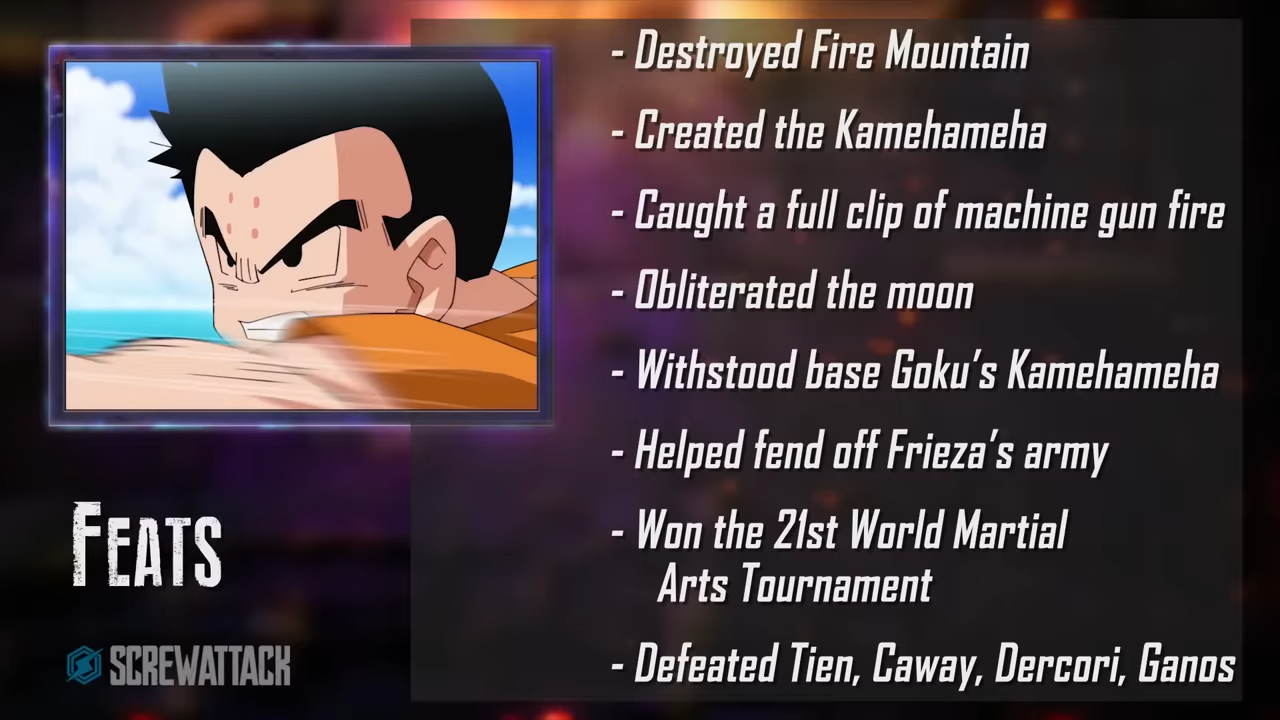 - Destroyed Fire Mountain
- Created the Kamehameha
- Caught a full clip of machine gun fire
- Obliterated the moon
- Withstood base Goku's Kamehameha
- Helped fend off Frieza's army
- Won the 21st World Martial
Arts Tournament
- Defeated Tien, Caway, Dercori, Ganos
FEATS
SCREWATTACK